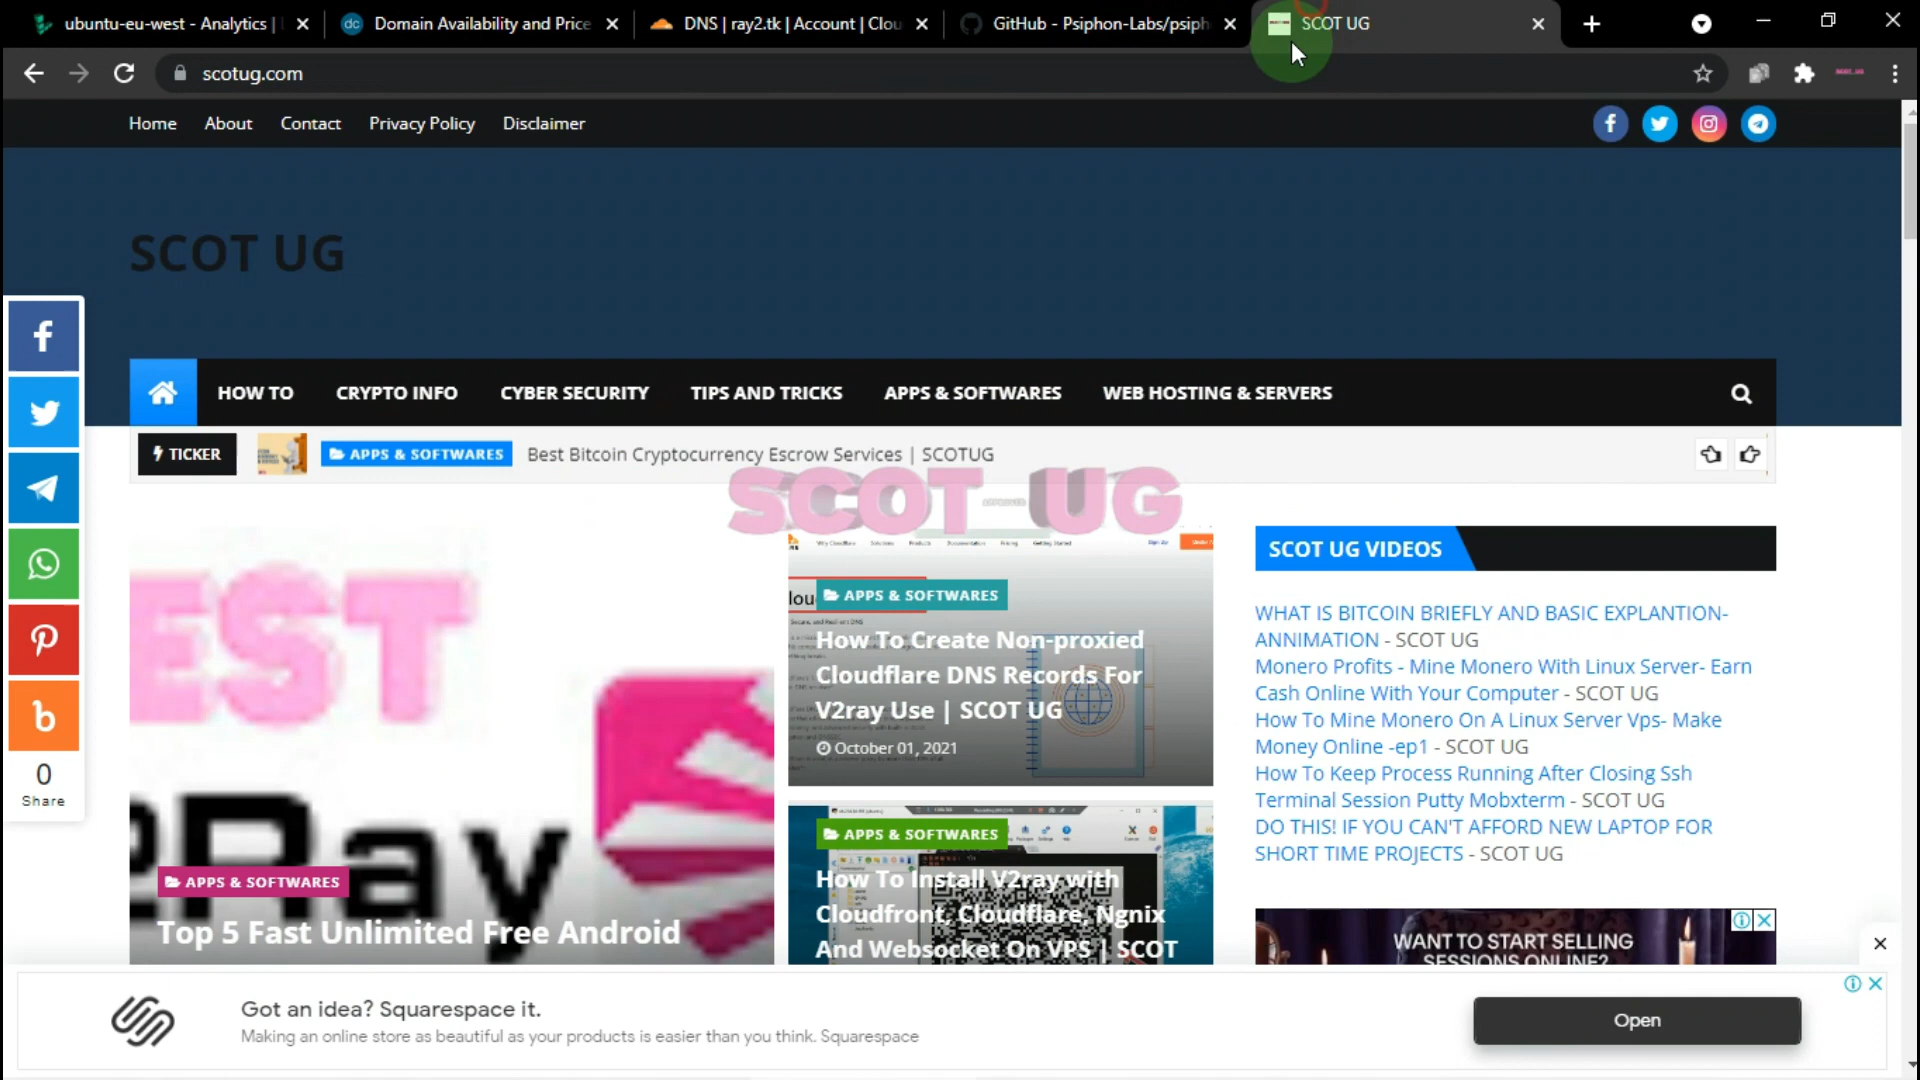 ubuntu-eu-west - Analytics |
Domain Availability and Price
DNS | ray2.tk | Account | Clou
GitHub - Psiphon-Labs/psiph
SCOT UG
scotug.com
Home
About
Contact
Privacy Policy
Disclaimer
SCOT UG
HOW TO
CRYPTO INFO
CYBER SECURITY
TIPS AND TRICKS
APPS & SOFTWARES
WEB HOSTING & SERVERS
TICKER
APPS & SOFTWARES
Best Bitcoin Cryptocurrency Escrow Services | SCOTUG
SCOT UG
EST
2Ray
APPS & SOFTWARES
Top 5 Fast Unlimited Free Android
APPS & SOFTWARES
How To Create Non-proxied
Cloudflare DNS Records For
V2ray Use | SCOT UG
October 01, 2021
APPS & SOFTWARES
How To Install V2ray with
Cloudfront, Cloudflare, Ngnix
And Websocket On VPS | SCOT
SCOT UG VIDEOS
WHAT IS BITCOIN BRIEFLY AND BASIC EXPLANTION-
ANNIMATION - SCOT UG
Monero Profits - Mine Monero With Linux Server- Earn
Cash Online With Your Computer - SCOT UG
How To Mine Monero On A Linux Server Vps- Make
Money Online -ep1 - SCOT UG
How To Keep Process Running After Closing Ssh
Terminal Session Putty Mobxterm - SCOT UG
DO THIS! IF YOU CAN'T AFFORD NEW LAPTOP FOR
SHORT TIME PROJECTS - SCOT UG
WANT TO START SELLING
SESSIONS ONLINE?
0
Share
Got an idea? Squarespace it.
Making an online store as beautiful as your products is easier than you think. Squarespace
Open